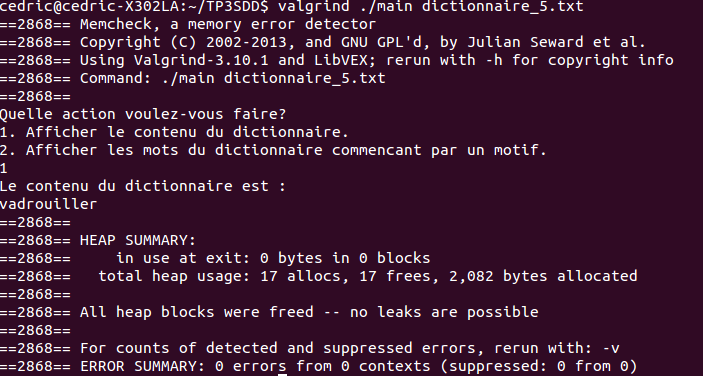 cedric@cedric-X302LA:~/TP3SDD$ valgrind ./main dictionnaire_5.txt
==2868== Memcheck, a memory error detector
==2868== Copyright (C) 2002-2013, and GNU GPL'd, by Julian Seward et al.
==2868== Using Valgrind-3.10.1 and LibVEX; rerun with -h for copyright info
==2868== Command: ./main dictionnaire_5.txt
==2868==
Quelle action voulez-vous faire?
1. Afficher le contenu du dictionnaire.
2. Afficher les mots du dictionnaire commencant par un motif.
1
Le contenu du dictionnaire est :
vadrouiller
==2868==
==2868== HEAP SUMMARY:
==2868==     in use at exit: 0 bytes in 0 blocks
==2868==   total heap usage: 17 allocs, 17 frees, 2,082 bytes allocated
==2868==
==2868== All heap blocks were freed -- no leaks are possible
==2868==
==2868== For counts of detected and suppressed errors, rerun with: -v
==2868== ERROR SUMMARY: 0 errors from 0 contexts (suppressed: 0 from 0)